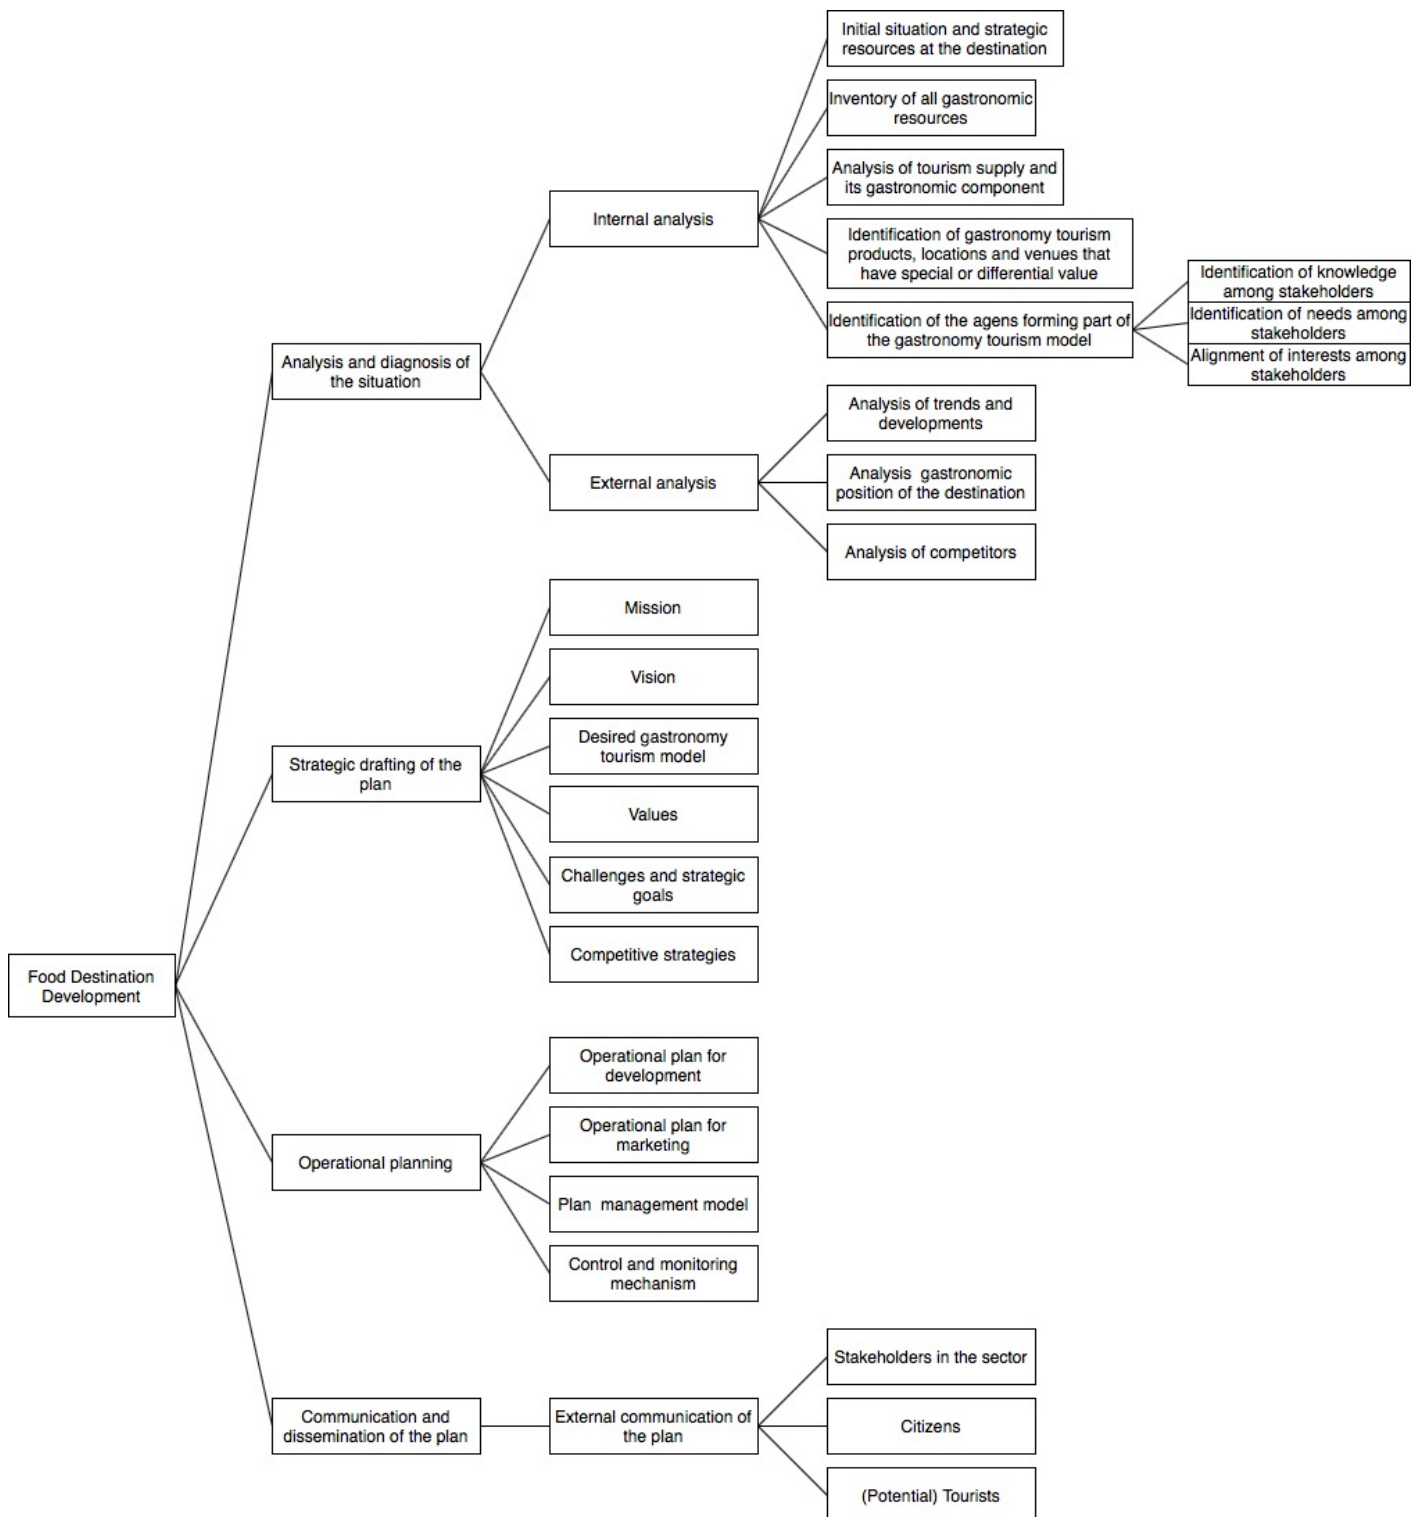 Initial situation and strategic
resources at the destination
Inventory of all gastronomic
resources
Analysis of tourism supply and
its gastronomic component
Internal analysis
Identification of gastronomy tourism
products, locations and venues that
have special or differential value
Identification of knowledge
among stakeholders
Identification of the agens forming part of
the gastronomy tourism model
Identification of needs among
stakeholders
Alignment of interests among
stakeholders
Analysis and diagnosis of
the situation
Analysis of trends and
developments
External analysis
Analysis  gastronomic
position of the destination
Analysis of competitors
Mission
Vision
Desired gastronomy
tourism model
Strategic drafting of the
plan
Values
Challenges and strategic
goals
Competitive strategies
Food Destination
Development
Operational plan for
development
Operational plan for
marketing
Operational planning
Plan  management model
Control and monitoring
mechanism
Stakeholders in the sector
Communication and
dissemination of the plan
External communication of
the plan
Citizens
(Potential) Tourists